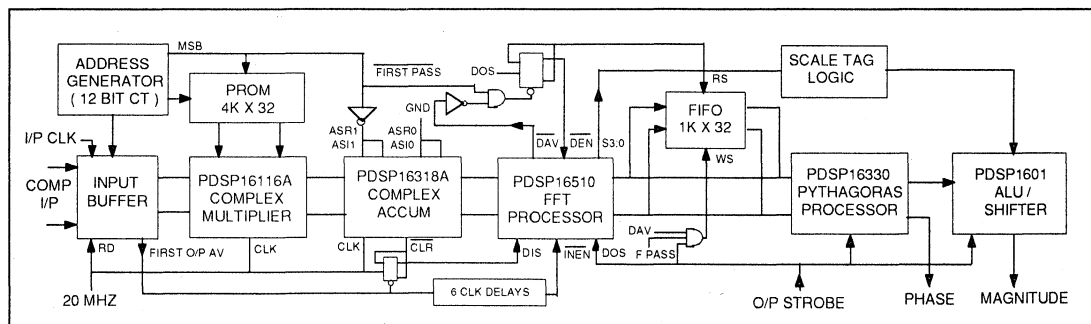 MSB
ADDRESS
GENERATOR
( 12 BIT CT )
PROM
4K X 32
FIRST PASS
DOS
RS
SCALE TAG
LOGIC
GND
FIFO
1K X 32
I/P CLK
ASR1
ASI1
ASR0
ASI0
DAV
DEN
S3:0
WS
COMP
I/P
INPUT
BUFFER
PDSP16116A
COMPLEX
MULTIPLIER
PDSP16318A
COMPLEX
ACCUM
PDSP16510
FFT
PROCESSOR
PDSP16330
PYTHAGORAS
PROCESSOR
PDSP1601
ALU /
SHIFTER
DAV
F PASS
RD
FIRST O/P AV
CLK
CLK
CLR
DIS
INEN
DOS
20 MHZ
6 CLK DELAYS
O/P STROBE
PHASE
MAGNITUDE